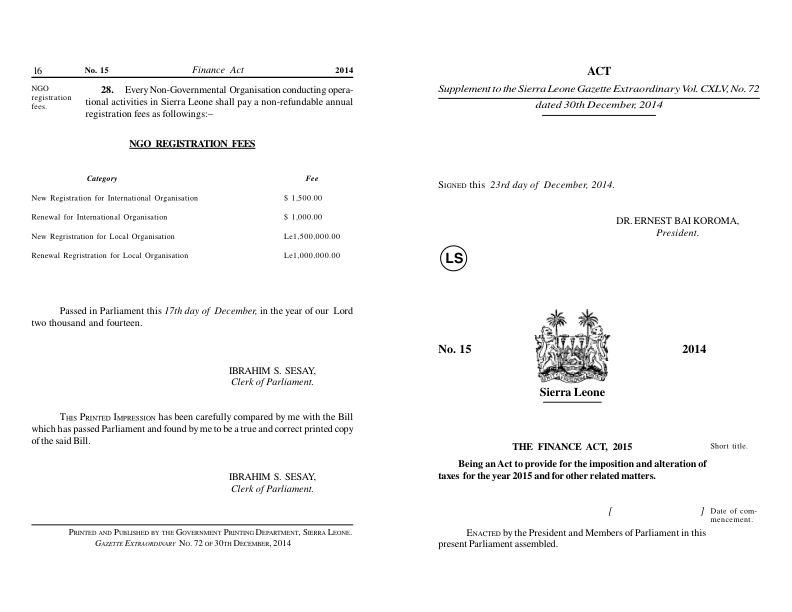 16 No. 15 Finance Act 2014
NGO
registration
fees.
28. Every Non-Governmental Organisation conducting opera-
tional activities in Sierra Leone shall pay a non-refundable annual
registration fees as followings:–
NGO REGISTRATION FEES
Category Fee
New Registration for International Organisation $ 1,500.00
Renewal for International Organisation $ 1,000.00
New Regristration for Local Organisation Le1,500,000.00
Renewal Regristration for Local Organisation Le1,000,000.00
Passed in Parliament this 17th day of December, in the year of our Lord
two thousand and fourteen.
IBRAHIM S. SESAY,
Clerk of Parliament.
THIS PRINTED IMPRESSION has been carefully compared by me with the Bill
which has passed Parliament and found by me to be a true and correct printed copy
of the said Bill.
IBRAHIM S. SESAY,
Clerk of Parliament.
PRINTED AND PUBLISHED BY THE GOVERNMENT PRINTING DEPARTMENT, SIERRA LEONE.
GAZETTE EXTRAORDINARY NO. 72 OF 30TH DECEMBER, 2014
ACT
Supplement to the Sierra Leone Gazette Extraordinary Vol. CXLV, No. 72
dated 30th December, 2014
SIGNED this 23rd day of December, 2014.
DR. ERNEST BAI KOROMA,
President.
LS
No. 15 2014
Sierra Leone
THE FINANCE ACT, 2015 Short title.
Being an Act to provide for the imposition and alteration of
taxes for the year 2015 and for other related matters.
[ ] Date of com-
mencement.
ENACTED by the President and Members of Parliament in this
present Parliament assembled.